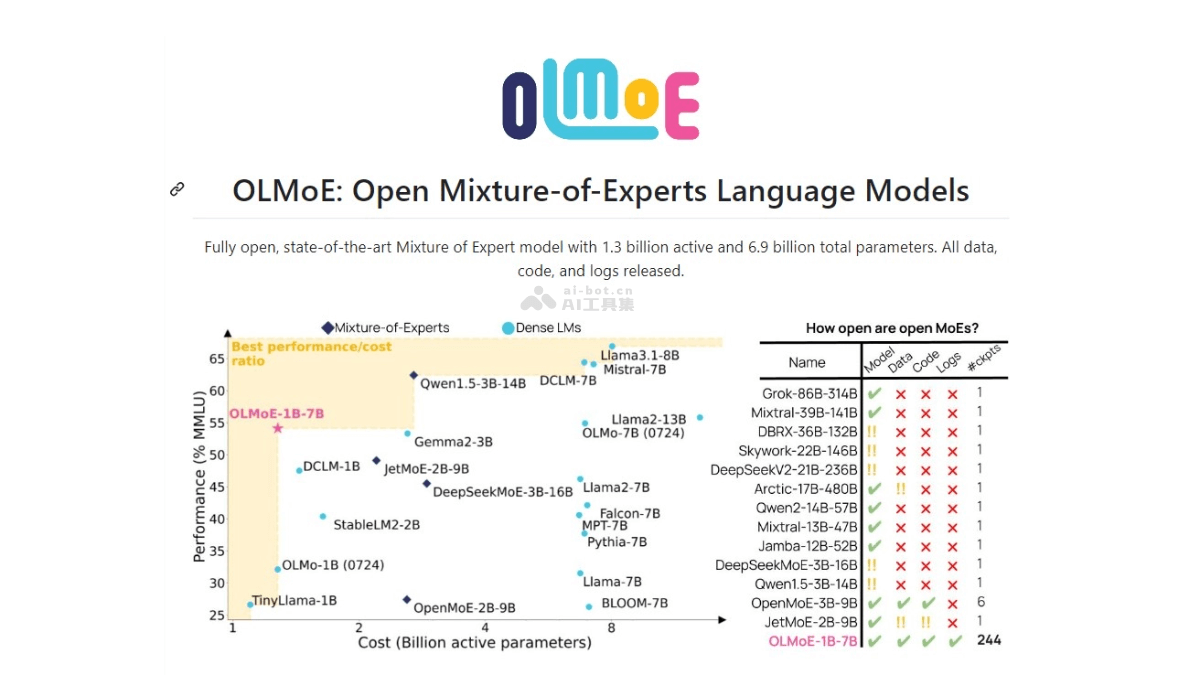 OLMoE
OLMoE: Open Mixture-of-Experts Language Models
Fully open, state-of-the-art Mixture of Expert model with 1.3 billion active and 6.9 billion total parameters. All data,
code, and logs released.
ai-bot.cn
AI工具集
Mixture-of-Experts
Dense LMs
Best performance/cost
ratio
Performance (% MMLU)
65
60
55
50
45
40
35
30
25
Llama3.1-8B
Mistral-7B
DCLM-7B
Qwen1.5-3B-14B
OLMoE-1B-7B
Llama2-13B
OLMo-7B (0724)
Gemma2-3B
DCLM-1B
JetMoE-2B-9B
DeepSeekMoE-3B-16B
Llama2-7B
Falcon-7B
MPT-7B
Pythia-7B
StableLM2-2B
OLMo-1B (0724)
Llama-7B
TinyLlama-1B
OpenMoE-2B-9B
BLOOM-7B
1 2 4 8
Cost (Billion active parameters)
How open are open MoEs?
Name Model Data Code Logs #ckpts
Grok-86B-314B ✔ ✕ ✕ ✕ 1
Mixtral-39B-141B ✔ ✕ ✕ ✕ 1
DBRX-36B-132B !! ✕ ✕ ✕ 1
Skywork-22B-146B !! ✕ ✕ ✕ 1
DeepSeekV2-21B-236B !! ✕ ✕ ✕ 1
Arctic-17B-480B ✔ !! ✕ ✕ 1
Qwen2-14B-57B ✔ ✕ ✕ ✕ 1
Mixtral-13B-47B ✔ ✕ ✕ ✕ 1
Jamba-12B-52B ✔ ✕ ✕ ✕ 1
DeepSeekMoE-3B-16B !! ✕ ✕ ✕ 1
Qwen1.5-3B-14B !! ✕ ✕ ✕ 1
OpenMoE-3B-9B ✔ ✔ ✔ ✕ 6
JetMoE-2B-9B ✔ !! !! ✕ 1
OLMoE-1B-7B ✔ ✔ ✔ ✔ 244